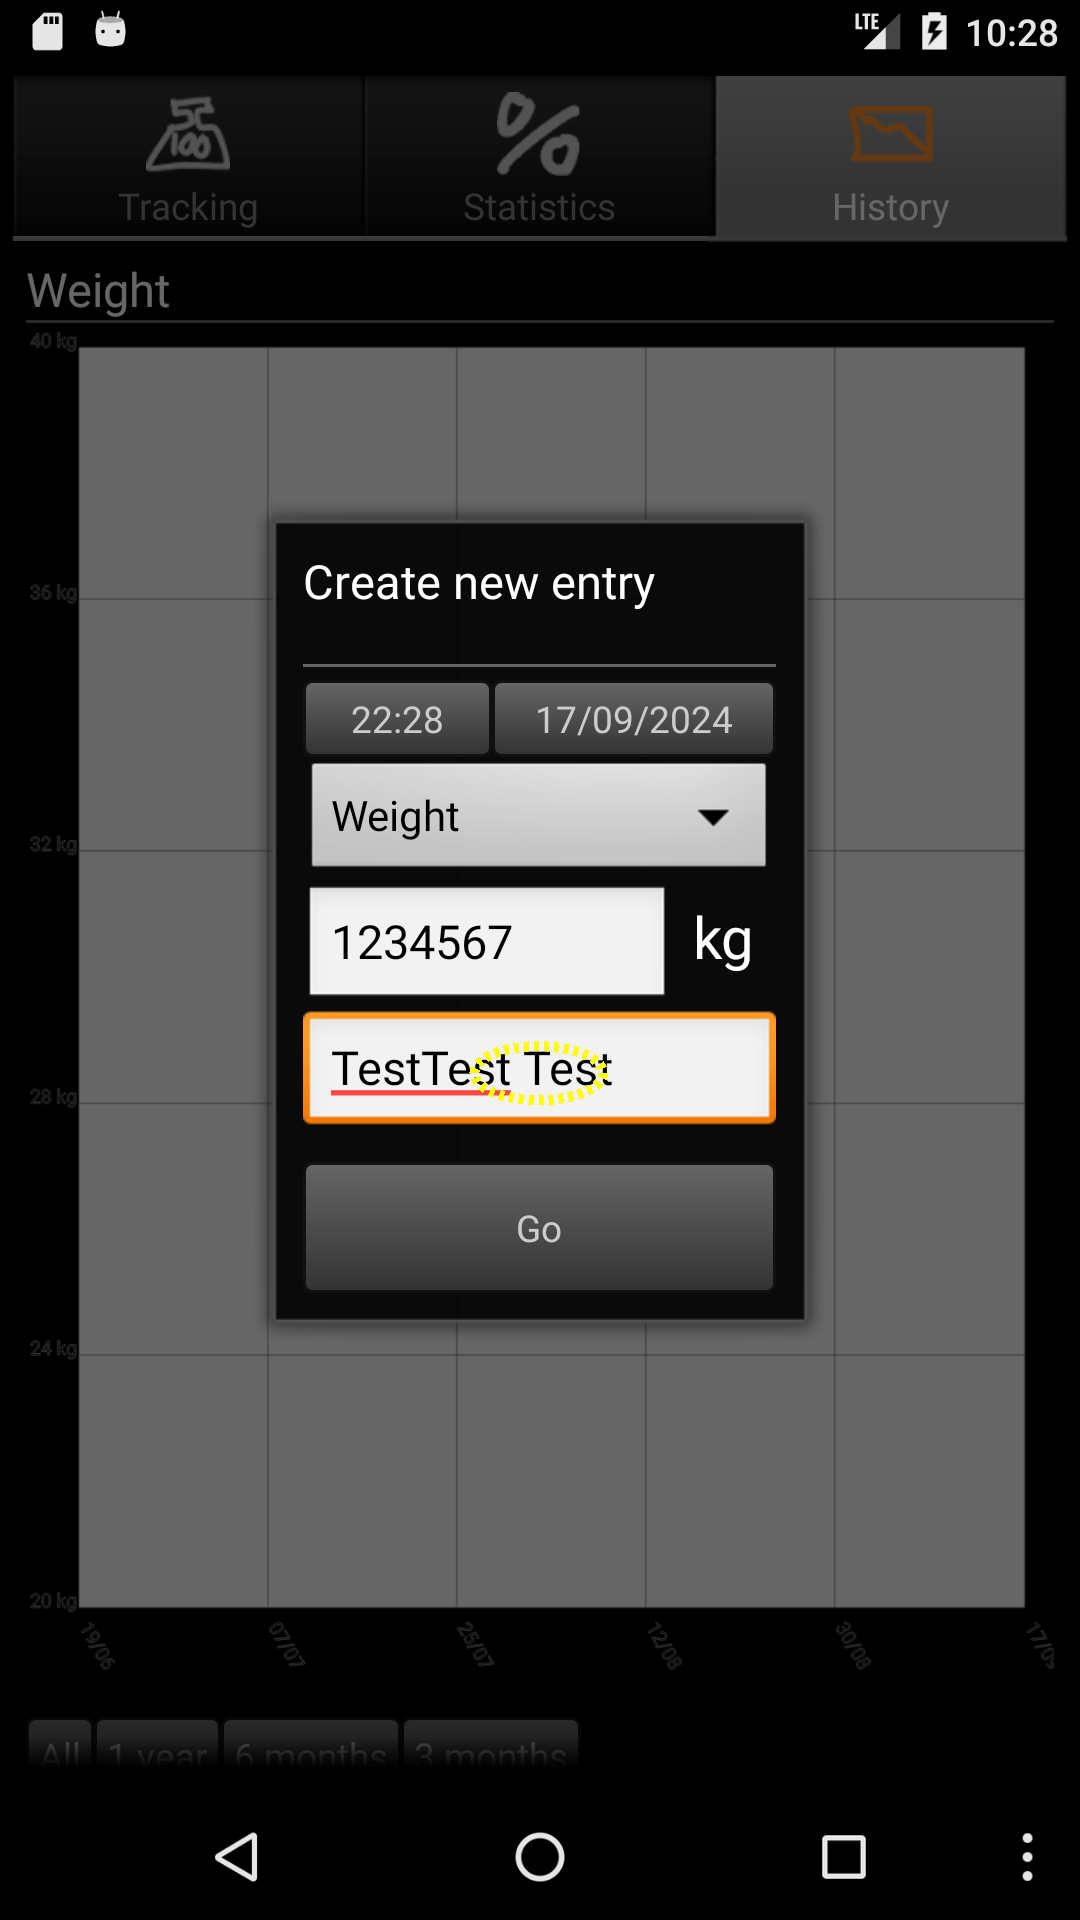 LTE 10:28
Tracking Statistics History
Weight
40 kg
Create new entry
36 kg
22:28 17/09/2024
Weight
32 kg
1234567 kg
TestTest Test
28 kg
Go
24 kg
20 kg
19/06 07/07 25/07 12/08 30/08 17/09
All 1 year 6 months 3 months